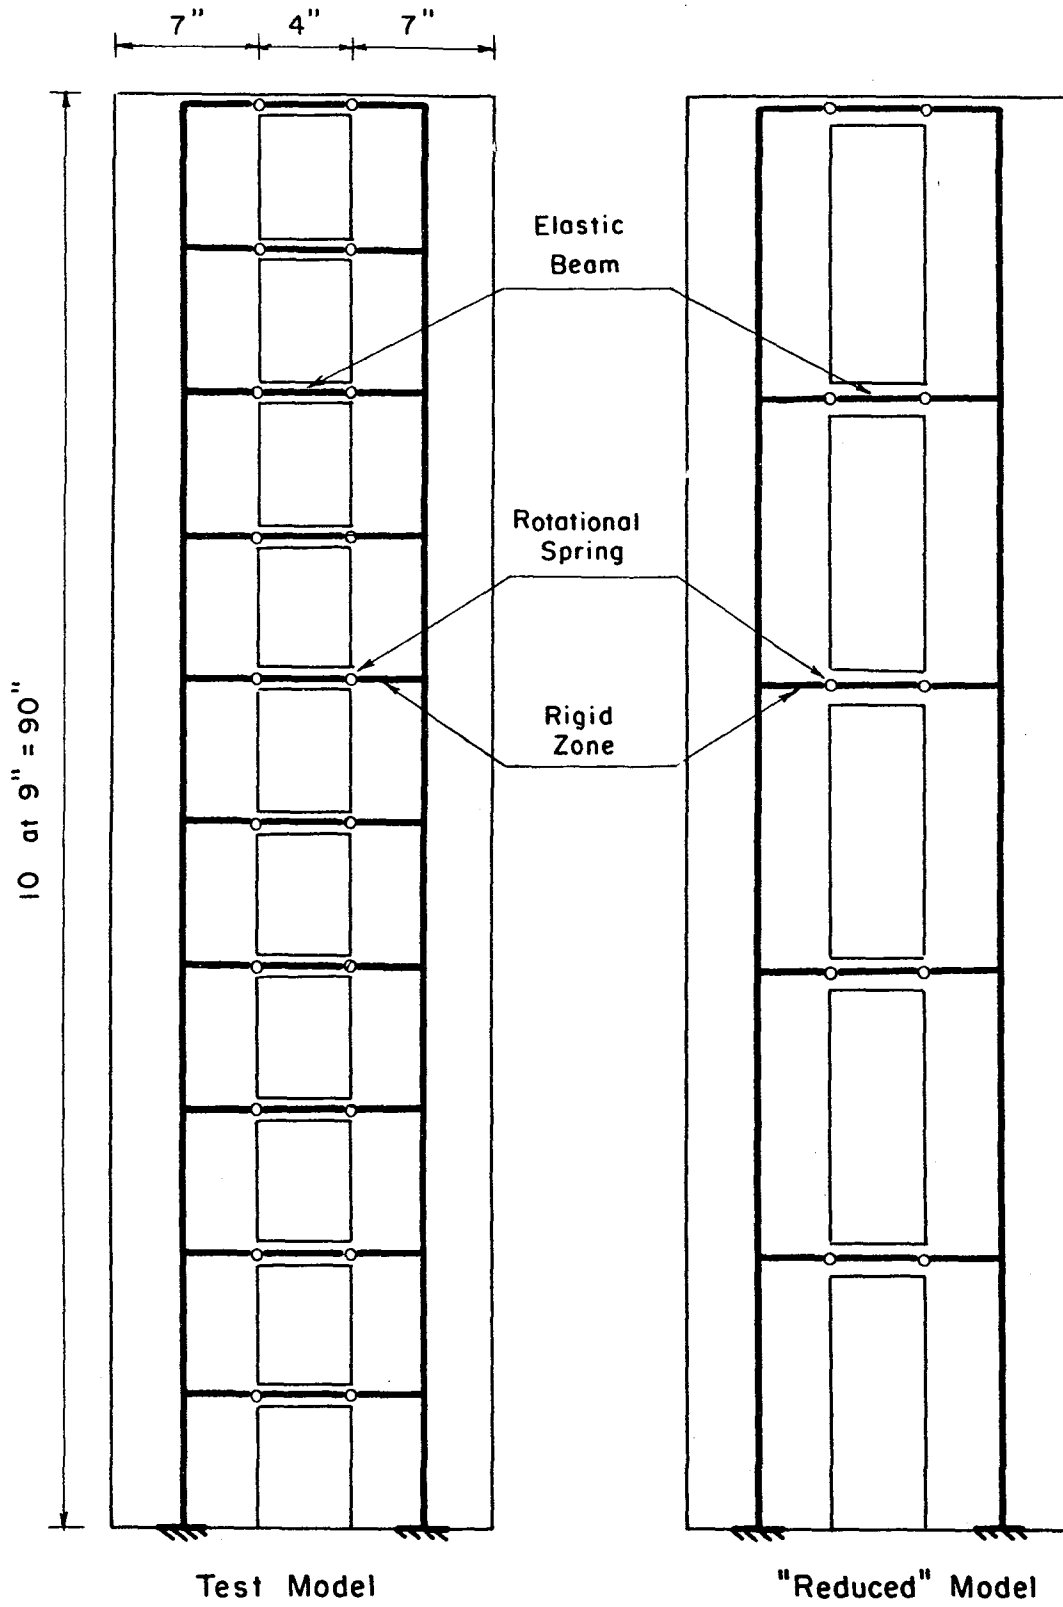 7" 4" 7"
Elastic
Beam
Rotational
Spring
Rigid
Zone
10 at 9" = 90"
Test Model
"Reduced" Model